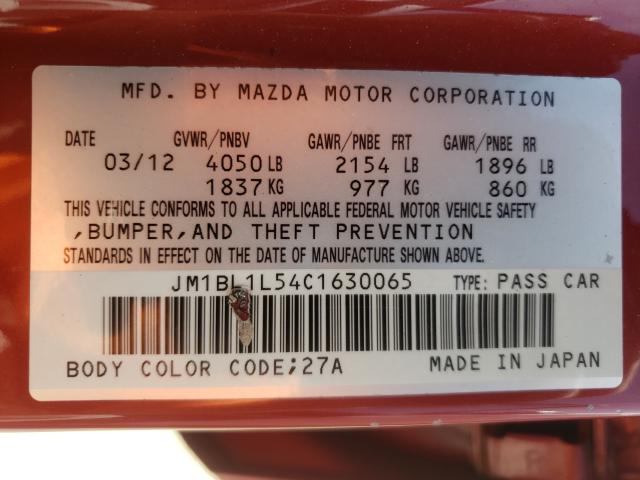 MFD. BY MAZDA MOTOR CORPORATION
DATE GVWR/PNBV GAWR/PNBE FRT GAWR/PNBE RR
03/12 4050 LB 2154 LB 1896 LB
1837 KG 977 KG 860 KG
THIS VEHICLE CONFORMS TO ALL APPLICABLE FEDERAL MOTOR VEHICLE SAFETY
,BUMPER,AND THEFT PREVENTION
STANDARDS IN EFFECT ON THE DATE OF MANUFACTURE SHOWN ABOVE.
JM1BL1L54C1630065 TYPE: PASS CAR
BODY COLOR CODE;27A MADE IN JAPAN